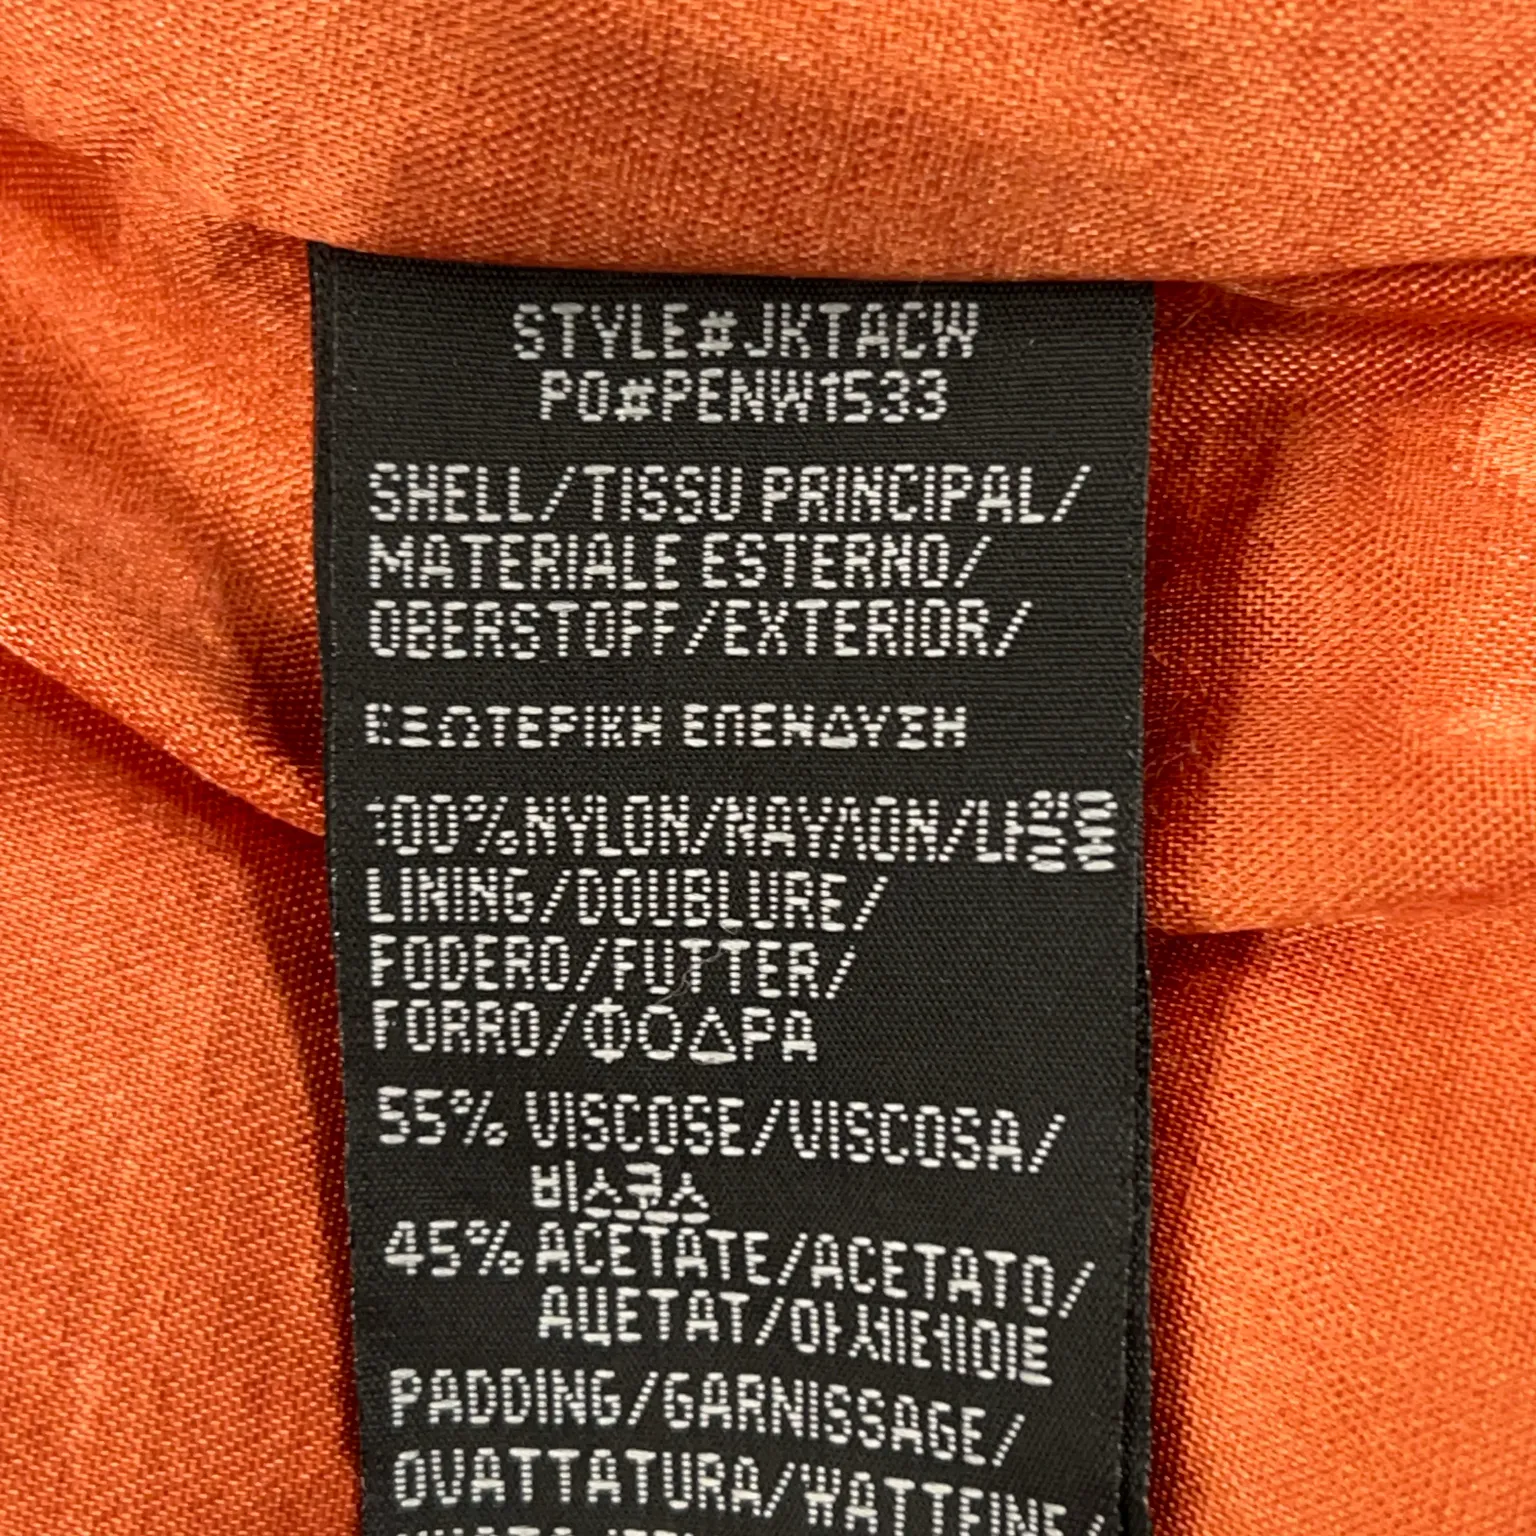 STYLE#JKTACW
PO#PENW1533
SHELL/TISSU PRINCIPAL/
MATERIALE ESTERNO/
OBERSTOFF/EXTERIOR/
ΕΞΩΤΕΡΙΚΗ ΕΠΕΝΔΥΣΗ
100%NYLON/ΝΑΥΛΟΝ/나일론
LINING/DOUBLURE/
FODERO/FUTTER/
FORRO/ΦΟΔΡΑ
55% VISCOSE/VISCOSA/
비스코스
45% ACETATE/ACETATO/
АЦЕТАТ/아세테이트
PADDING/GARNISSAGE/
OVATTATURA/WATTEINE/